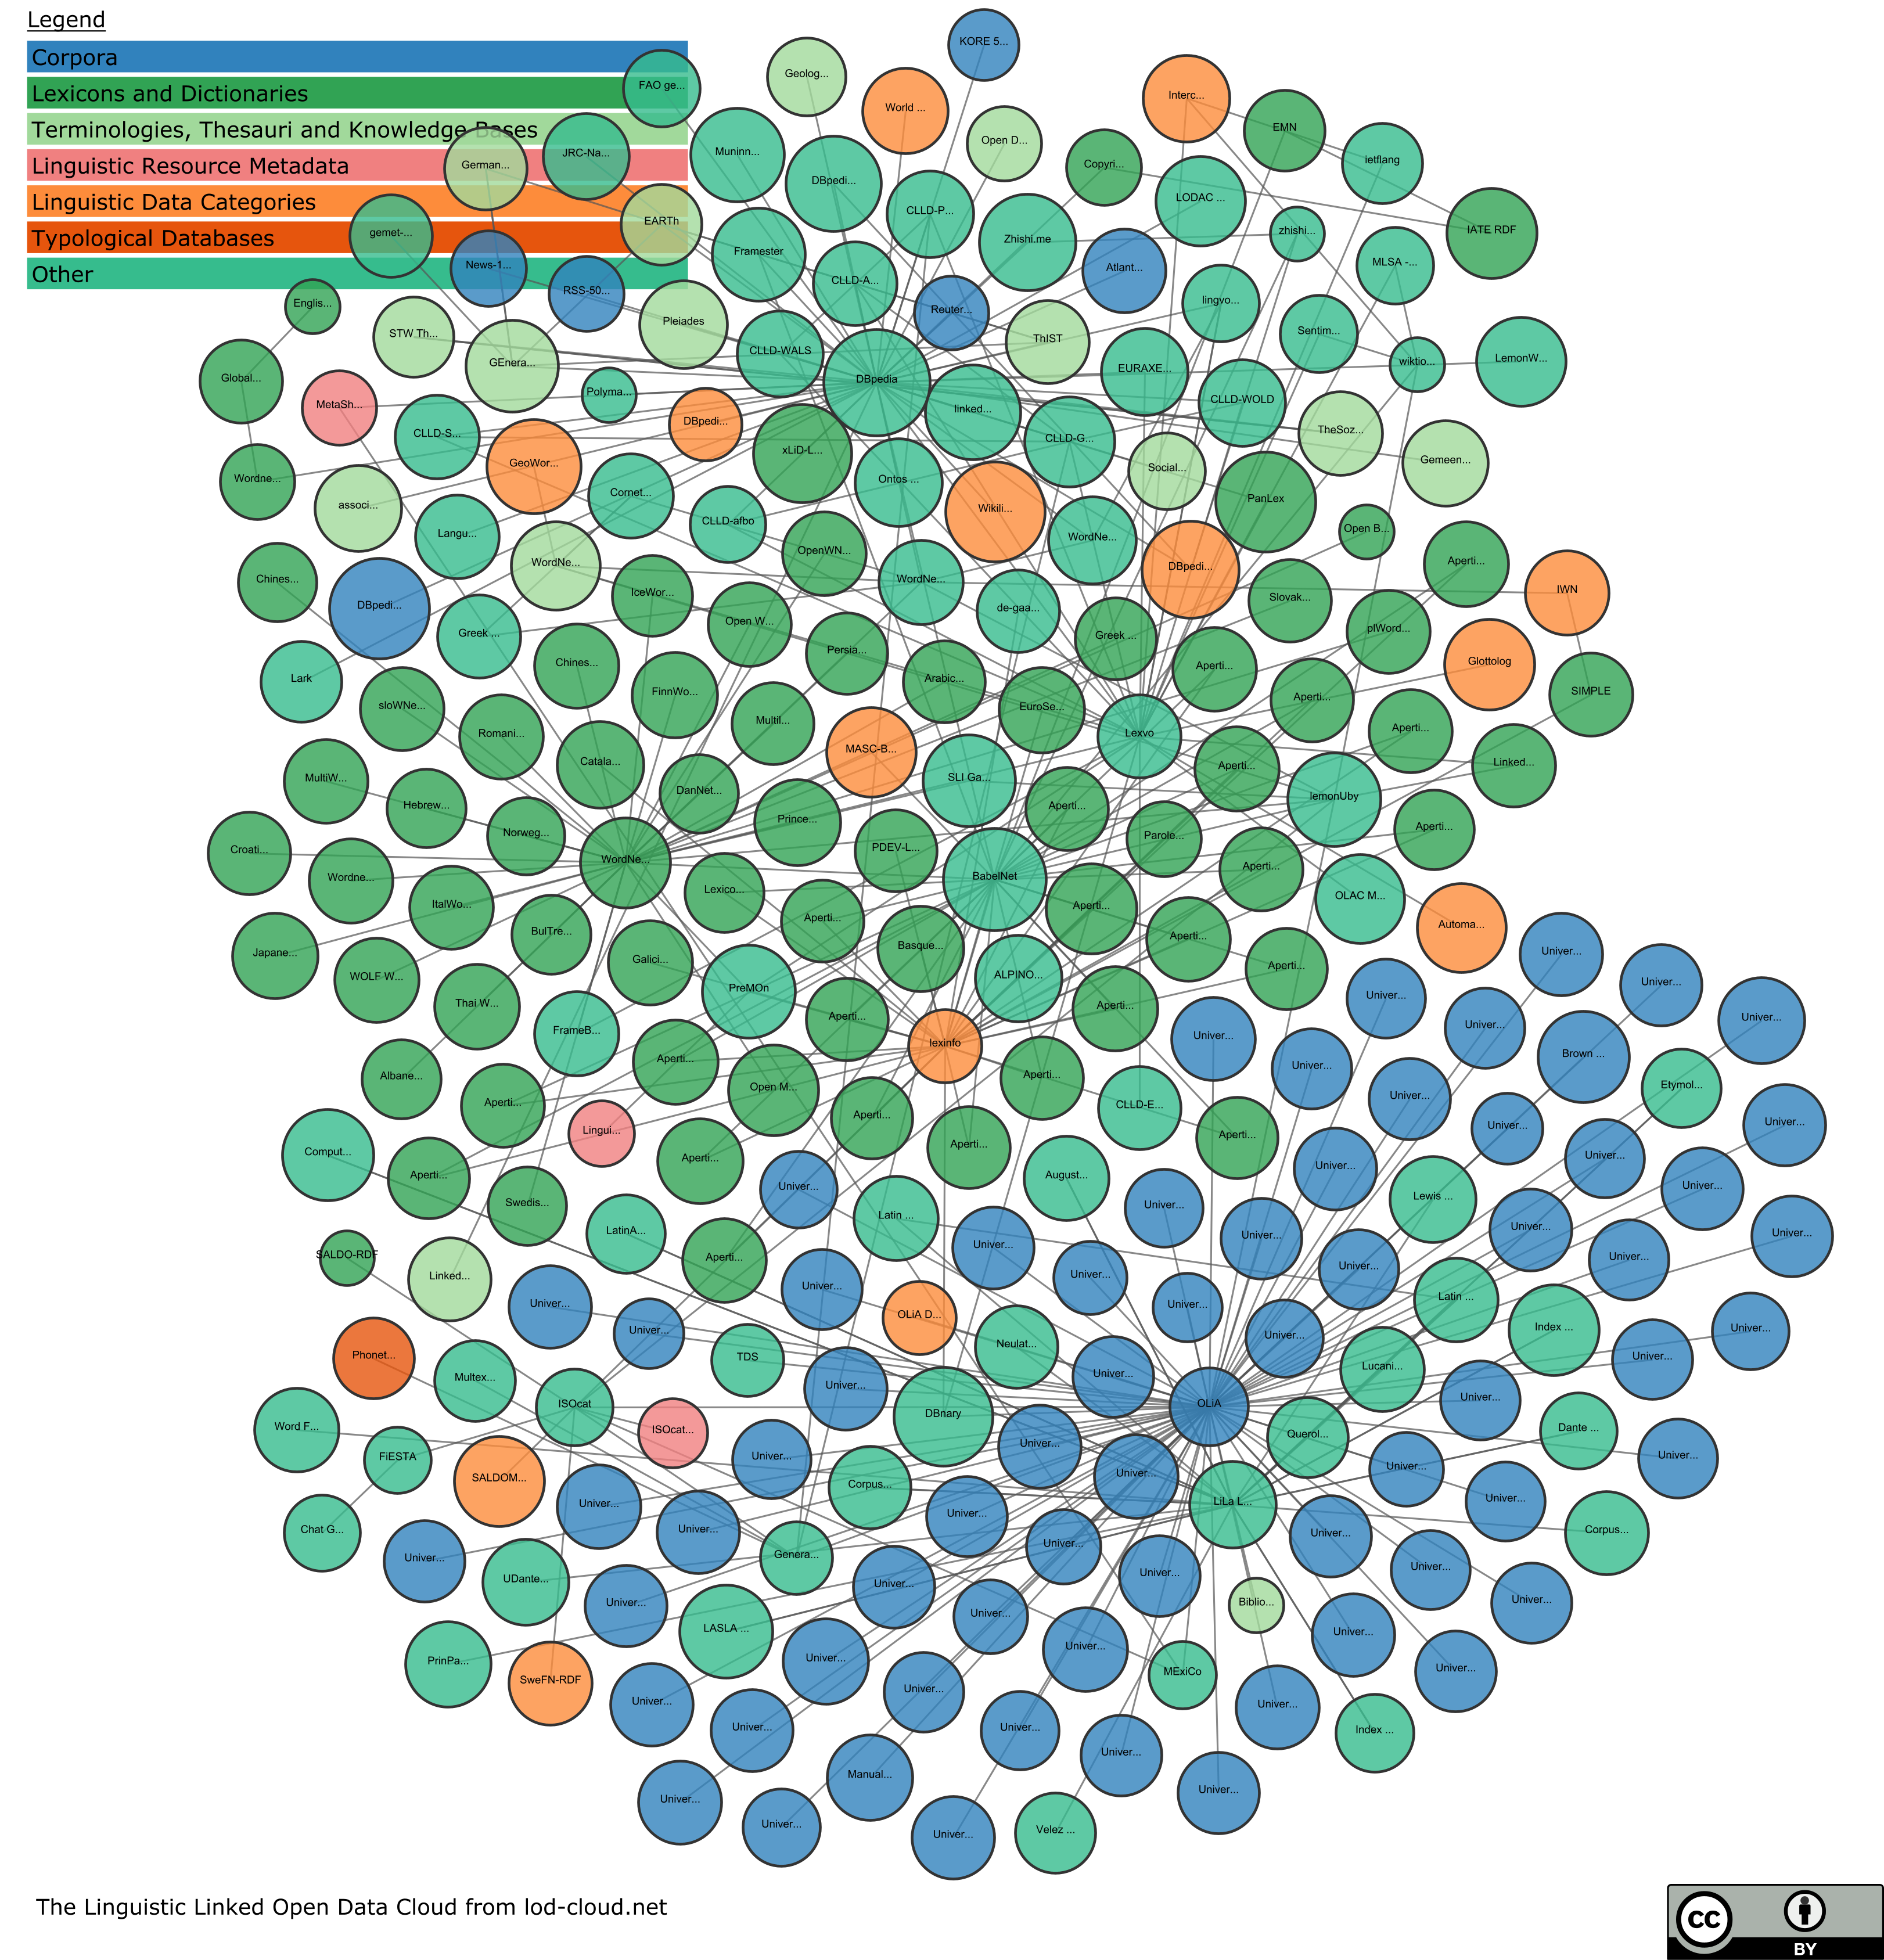 Legend
Corpora
Lexicons and Dictionaries
Terminologies, Thesauri and Knowledge Bases
Linguistic Resource Metadata
Linguistic Data Categories
Typological Databases
Other
KORE 5...
Geolog...
FAO ge...
World ...
Interc...
EMN
Open D...
Muninn...
JRC-Na...
German...
DBpedi...
Copyri...
ietflang
LODAC ...
CLLD-P...
EARTh
gemet-...
Zhishi.me
zhishi...
IATE RDF
Framester
News-1...
Atlant...
MLSA -...
CLLD-A...
RSS-50...
Englis...
lingvo...
Reuter...
Pleiades
STW Th...
ThIST
Sentim...
CLLD-WALS
GEnera...
wiktio...
LemonW...
EURAXE...
DBpedia
Global...
Polyma...
MetaSh...
CLLD-WOLD
linked...
DBpedi...
CLLD-S...
CLLD-G...
TheSoz...
xLiD-L...
GeoWor...
Gemeen...
Social...
Wordne...
Ontos ...
Cornet...
PanLex
associ...
Wikili...
CLLD-afbo
Open B...
Langu...
WordNe...
OpenWN...
WordNe...
Aperti...
DBpedi...
Chines...
WordNe...
IWN
IceWor...
Slovak...
DBpedi...
de-gaa...
Open W...
plWord...
Greek ...
Greek ...
Persia...
Chines...
Aperti...
Glottolog
Lark
Arabic...
FinnWo...
SIMPLE
Aperti...
sloWNe...
EuroSe...
Multil...
Romani...
Aperti...
Lexvo
MASC-B...
Catala...
Linked...
Aperti...
MultiW...
SLI Ga...
DanNet...
lemonUby
Aperti...
Hebrew...
Prince...
Aperti...
Norweg...
Parole...
PDEV-L...
Croati...
WordNe...
Aperti...
Wordne...
BabelNet
Lexico...
OLAC M...
ItalWo...
Aperti...
Aperti...
Automa...
BulTre...
Aperti...
Basque...
Japane...
Univer...
Galici...
Aperti...
WOLF W...
ALPINO...
Univer...
PreMOn
Univer...
Thai W...
Aperti...
Aperti...
Univer...
Univer...
FrameB...
Univer...
lexinfo
Brown ...
Aperti...
Univer...
Albane...
Aperti...
Open M...
Etymol...
Univer...
Aperti...
CLLD-E...
Aperti...
Univer...
Univer...
Lingui...
Aperti...
Aperti...
Comput...
Aperti...
Univer...
Univer...
Aperti...
August...
Univer...
Univer...
Lewis ...
Swedis...
Univer...
Latin ...
Univer...
LatinA...
Univer...
Univer...
Univer...
SALDO-RDF
Aperti...
Univer...
Univer...
Linked...
Univer...
Univer...
Latin ...
Univer...
Univer...
OLiA D...
Univer...
Index ...
Univer...
Univer...
Neulat...
Phonet...
TDS
Univer...
Lucani...
Univer...
Multex...
Univer...
Univer...
ISOcat
OLiA
DBnary
Word F...
Dante ...
ISOcat...
Querol...
Univer...
FiESTA
Univer...
Univer...
Univer...
Univer...
SALDOM...
Corpus...
LiLa L...
Univer...
Univer...
Univer...
Chat G...
Univer...
Corpus...
Univer...
Univer...
Genera...
Univer...
Univer...
Univer...
UDante...
Univer...
Univer...
Biblio...
Univer...
Univer...
LASLA ...
Univer...
Univer...
Univer...
PrinPa...
Univer...
MExiCo
SweFN-RDF
Univer...
Univer...
Univer...
Univer...
Univer...
Index ...
Univer...
Manual...
Univer...
Univer...
Univer...
Velez ...
Univer...
The Linguistic Linked Open Data Cloud from lod-cloud.net
cc
BY